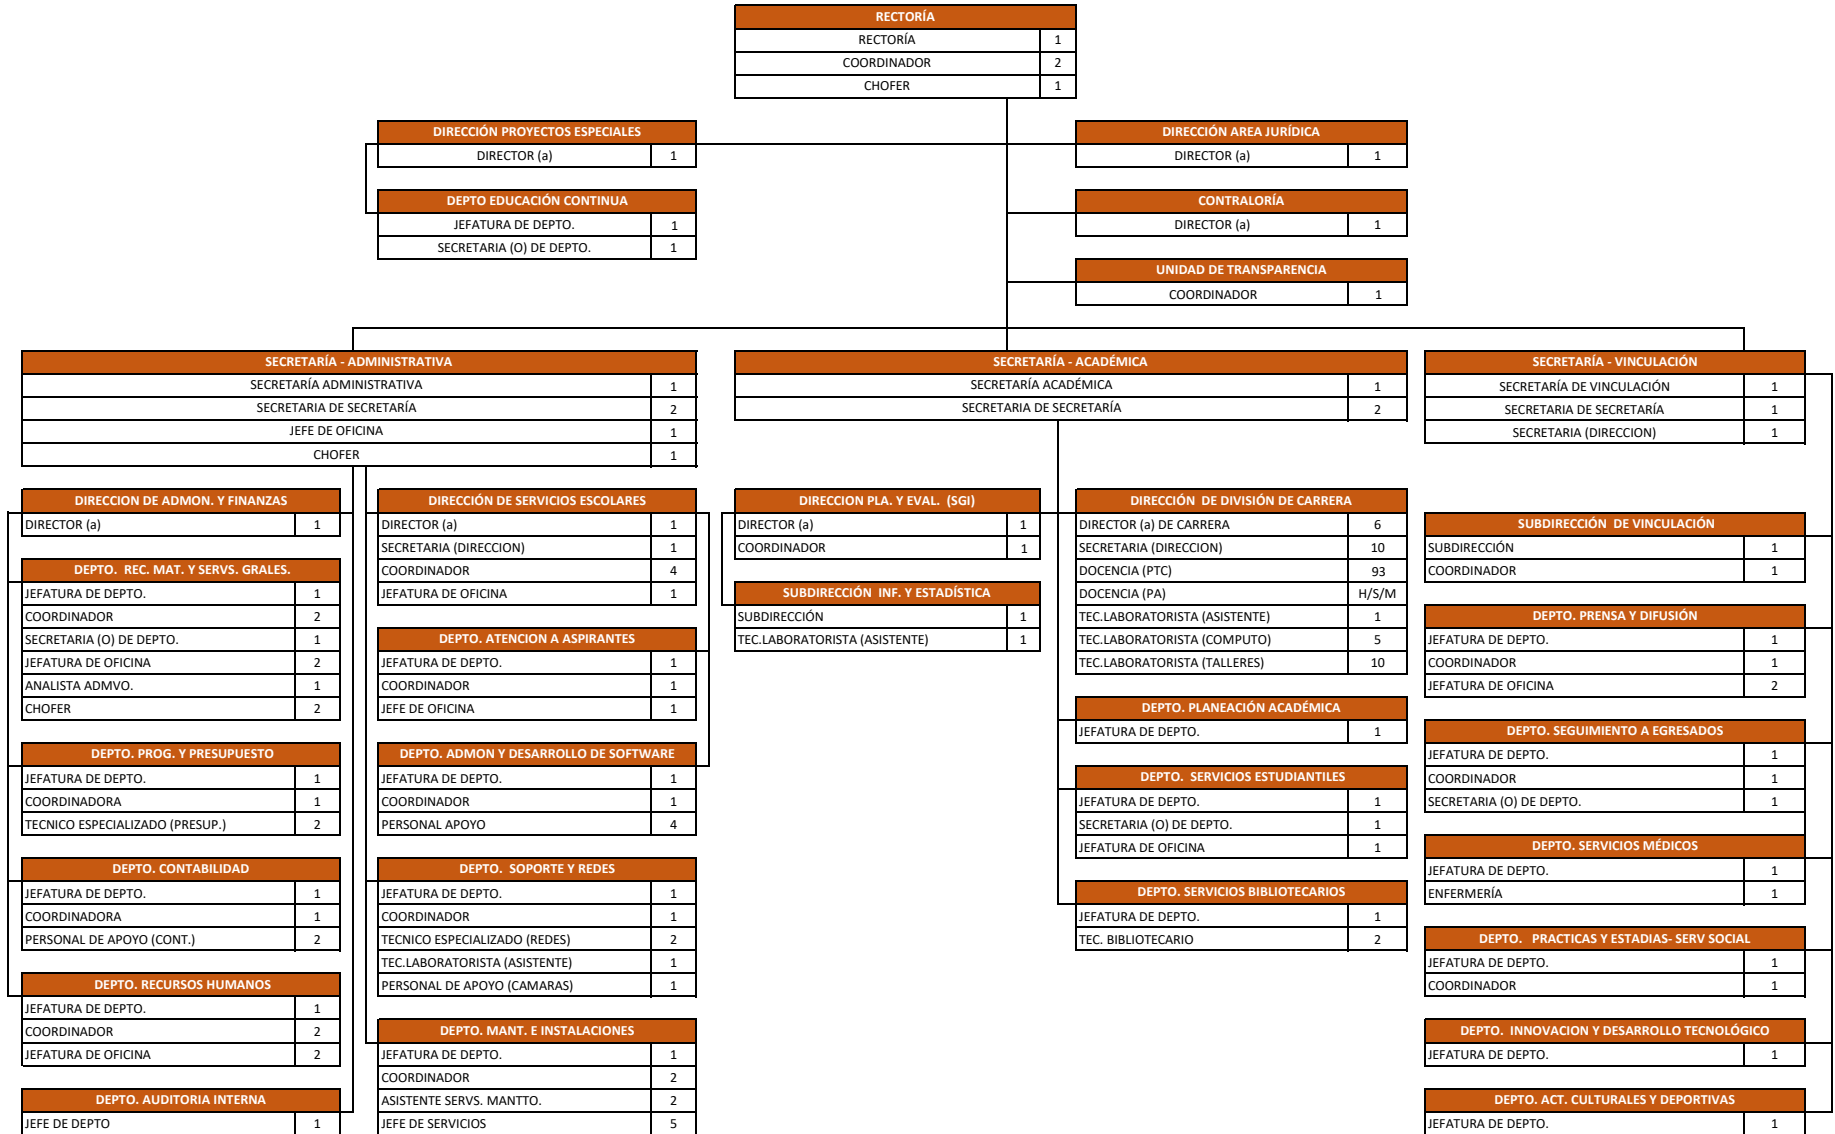 RECTORÍA
RECTORÍA 1
COORDINADOR 2
CHOFER 1
DIRECCIÓN PROYECTOS ESPECIALES
DIRECTOR (a) 1
DEPTO EDUCACIÓN CONTINUA
JEFATURA DE DEPTO. 1
SECRETARIA (O) DE DEPTO. 1
DIRECCIÓN AREA JURÍDICA
DIRECTOR (a) 1
CONTRALORÍA
DIRECTOR (a) 1
UNIDAD DE TRANSPARENCIA
COORDINADOR 1
SECRETARÍA - ADMINISTRATIVA
SECRETARÍA ADMINISTRATIVA 1
SECRETARIA DE SECRETARÍA 2
JEFE DE OFICINA 1
CHOFER 1
DIRECCION DE ADMON. Y FINANZAS
DIRECTOR (a) 1
DEPTO. REC. MAT. Y SERVS. GRALES.
JEFATURA DE DEPTO. 1
COORDINADOR 2
SECRETARIA (O) DE DEPTO. 1
JEFATURA DE OFICINA 2
ANALISTA ADMVO. 1
CHOFER 2
DEPTO. PROG. Y PRESUPUESTO
JEFATURA DE DEPTO. 1
COORDINADORA 1
TECNICO ESPECIALIZADO (PRESUP.) 2
DEPTO. CONTABILIDAD
JEFATURA DE DEPTO. 1
COORDINADORA 1
PERSONAL DE APOYO (CONT.) 2
DEPTO. RECURSOS HUMANOS
JEFATURA DE DEPTO. 1
COORDINADOR 2
JEFATURA DE OFICINA 2
DEPTO. AUDITORIA INTERNA
JEFE DE DEPTO 1
DIRECCIÓN DE SERVICIOS ESCOLARES
DIRECTOR (a) 1
SECRETARIA (DIRECCION) 1
COORDINADOR 4
JEFATURA DE OFICINA 1
DEPTO. ATENCION A ASPIRANTES
JEFATURA DE DEPTO. 1
COORDINADOR 1
JEFE DE OFICINA 1
DEPTO. ADMON Y DESARROLLO DE SOFTWARE
JEFATURA DE DEPTO. 1
COORDINADOR 1
PERSONAL APOYO 4
DEPTO. SOPORTE Y REDES
JEFATURA DE DEPTO. 1
COORDINADOR 1
TECNICO ESPECIALIZADO (REDES) 2
TEC.LABORATORISTA (ASISTENTE) 1
PERSONAL DE APOYO (CAMARAS) 1
DEPTO. MANT. E INSTALACIONES
JEFATURA DE DEPTO. 1
COORDINADOR 2
ASISTENTE SERVS. MANTTO. 2
JEFE DE SERVICIOS 5
SECRETARÍA - ACADÉMICA
SECRETARÍA ACADÉMICA 1
SECRETARIA DE SECRETARÍA 2
DIRECCION PLA. Y EVAL. (SGI)
DIRECTOR (a) 1
COORDINADOR 1
SUBDIRECCIÓN INF. Y ESTADÍSTICA
SUBDIRECCIÓN 1
TEC.LABORATORISTA (ASISTENTE) 1
DIRECCIÓN DE DIVISIÓN DE CARRERA
DIRECTOR (a) DE CARRERA 6
SECRETARIA (DIRECCION) 10
DOCENCIA (PTC) 93
DOCENCIA (PA) H/S/M
TEC.LABORATORISTA (ASISTENTE) 1
TEC.LABORATORISTA (COMPUTO) 5
TEC.LABORATORISTA (TALLERES) 10
DEPTO. PLANEACIÓN ACADÉMICA
JEFATURA DE DEPTO. 1
DEPTO. SERVICIOS ESTUDIANTILES
JEFATURA DE DEPTO. 1
SECRETARIA (O) DE DEPTO. 1
JEFATURA DE OFICINA 1
DEPTO. SERVICIOS BIBLIOTECARIOS
JEFATURA DE DEPTO. 1
TEC. BIBLIOTECARIO 2
SECRETARÍA - VINCULACIÓN
SECRETARÍA DE VINCULACIÓN 1
SECRETARIA DE SECRETARÍA 1
SECRETARIA (DIRECCION) 1
SUBDIRECCIÓN DE VINCULACIÓN
SUBDIRECCIÓN 1
COORDINADOR 1
DEPTO. PRENSA Y DIFUSIÓN
JEFATURA DE DEPTO. 1
COORDINADOR 1
JEFATURA DE OFICINA 2
DEPTO. SEGUIMIENTO A EGRESADOS
JEFATURA DE DEPTO. 1
COORDINADOR 1
SECRETARIA (O) DE DEPTO. 1
DEPTO. SERVICIOS MÉDICOS
JEFATURA DE DEPTO. 1
ENFERMERÍA 1
DEPTO. PRACTICAS Y ESTADIAS- SERV SOCIAL
JEFATURA DE DEPTO. 1
COORDINADOR 1
DEPTO. INNOVACION Y DESARROLLO TECNOLÓGICO
JEFATURA DE DEPTO. 1
DEPTO. ACT. CULTURALES Y DEPORTIVAS
JEFATURA DE DEPTO. 1